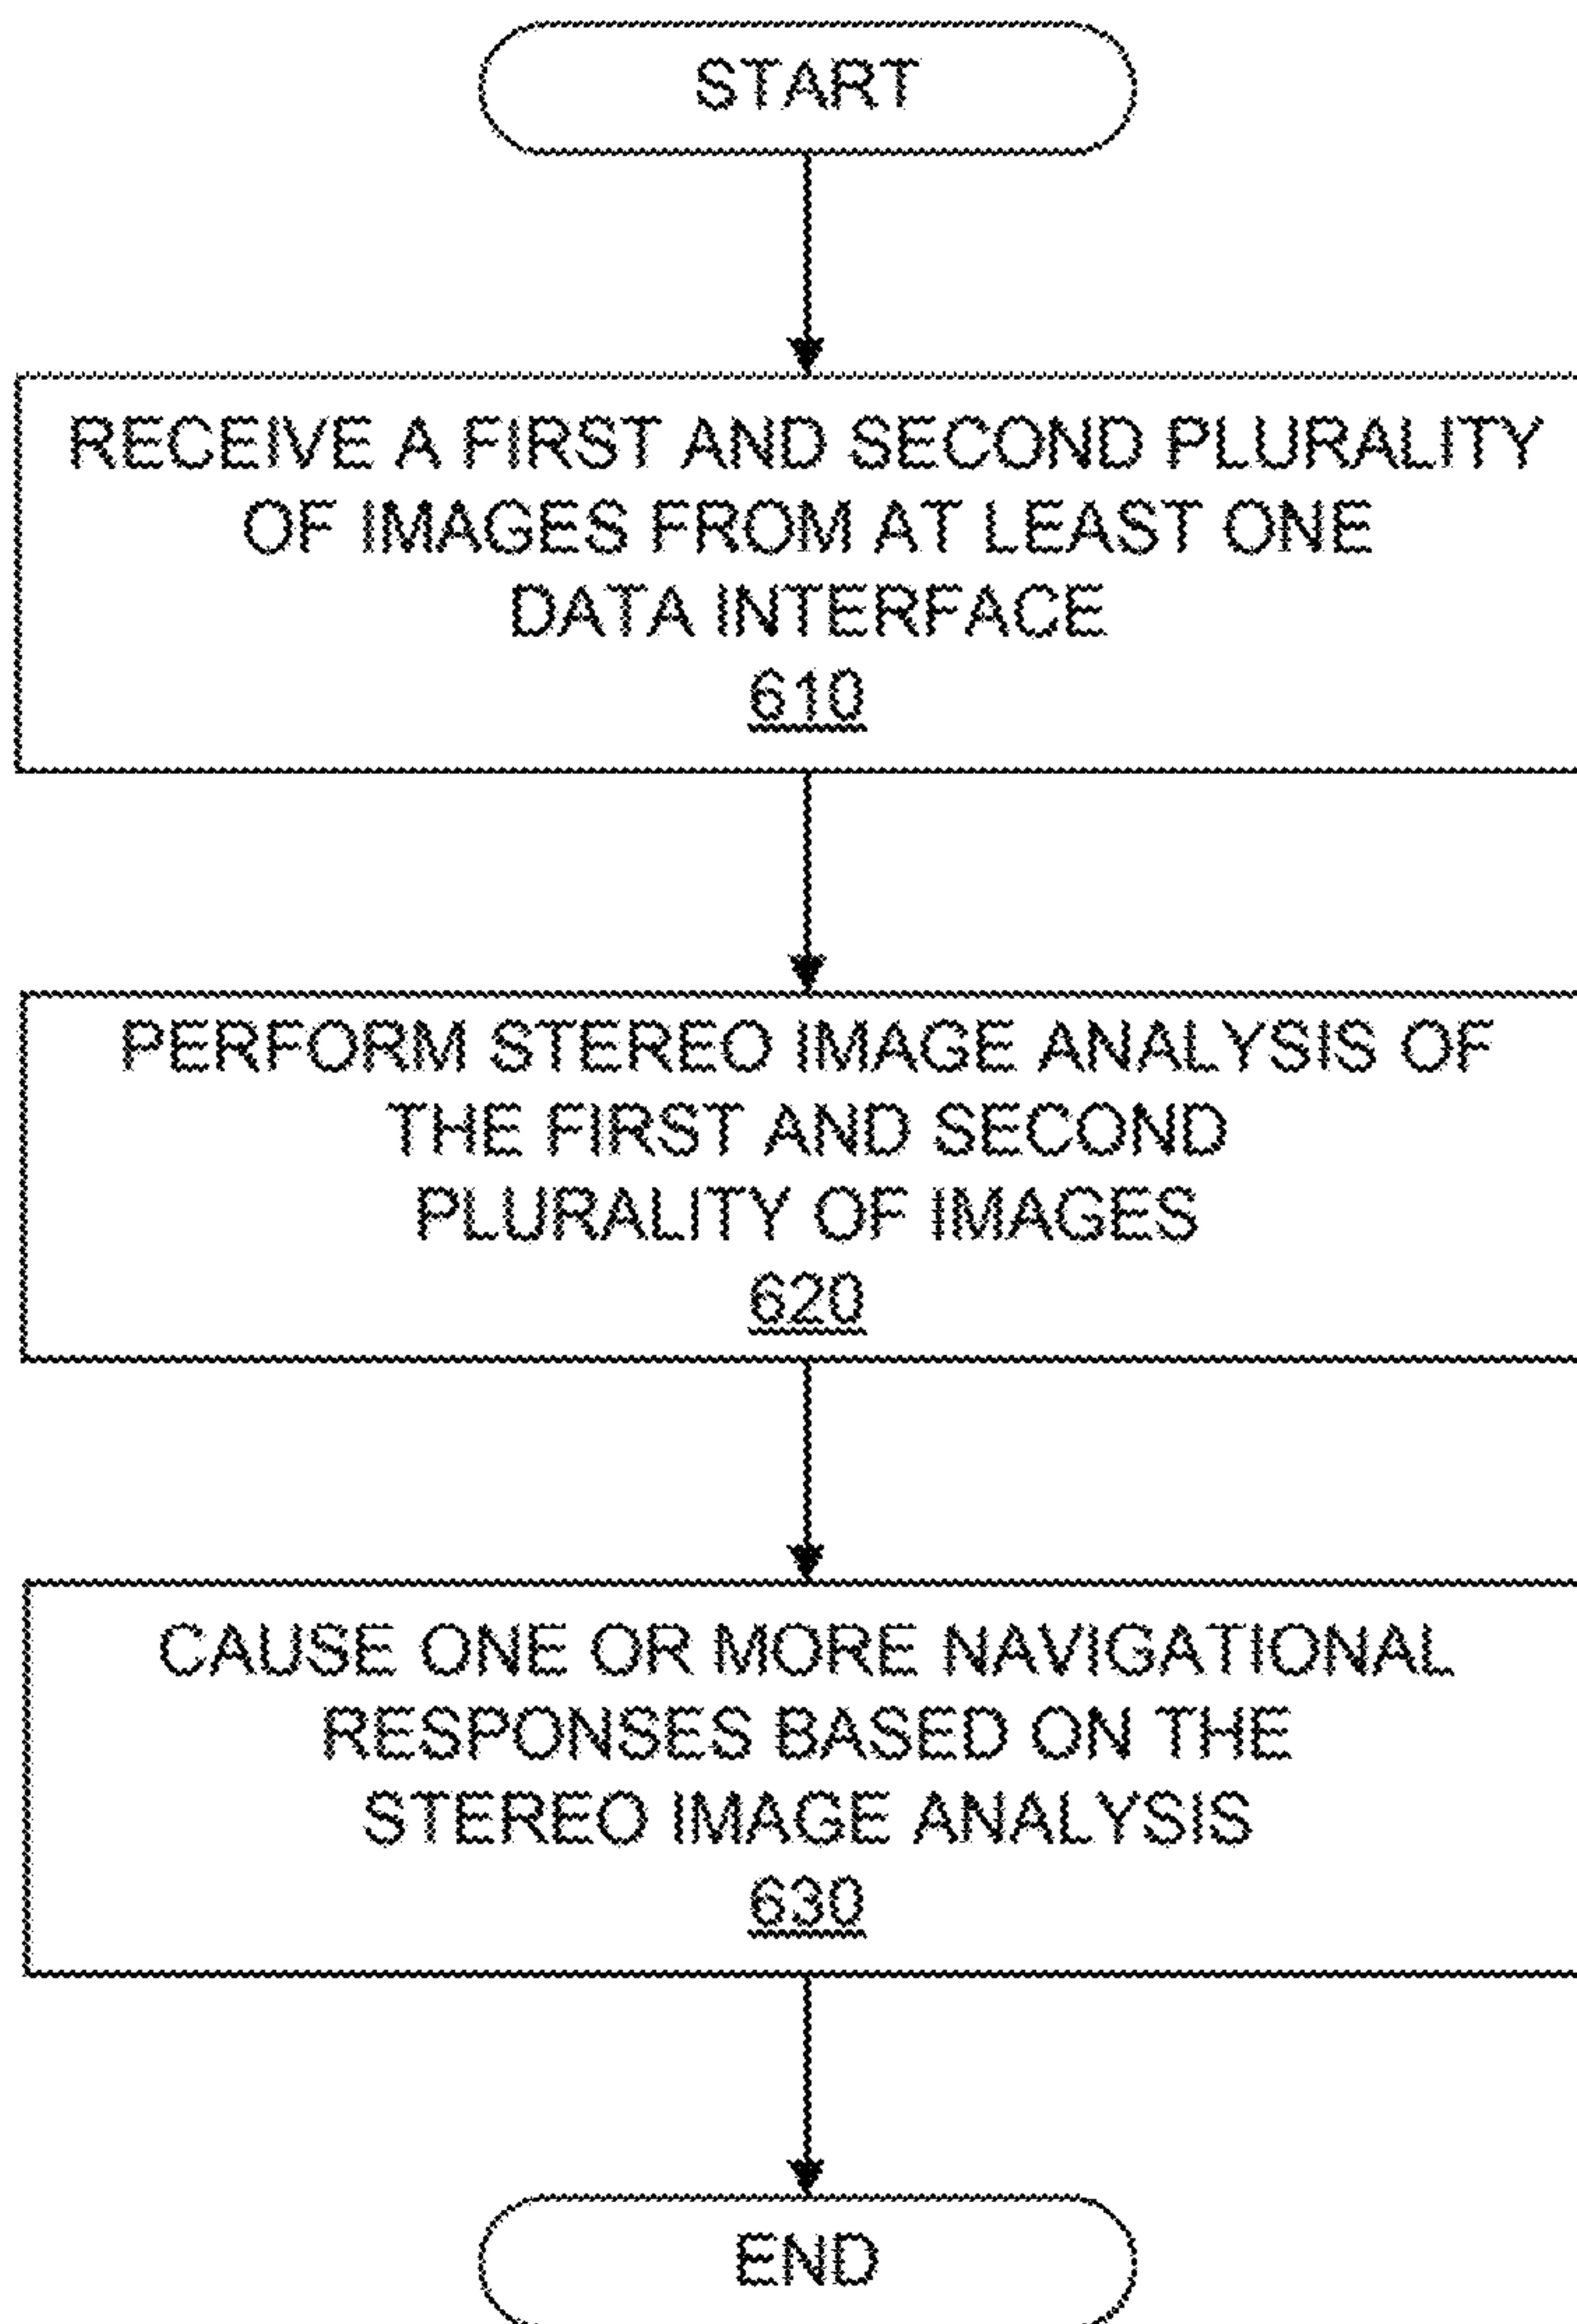 START
RECEIVE A FIRST AND SECOND PLURALITY
OF IMAGES FROM AT LEAST ONE
DATA INTERFACE
610
PERFORM STEREO IMAGE ANALYSIS OF
THE FIRST AND SECOND
PLURALITY OF IMAGES
620
CAUSE ONE OR MORE NAVIGATIONAL
RESPONSES BASED ON THE
STEREO IMAGE ANALYSIS
630
END